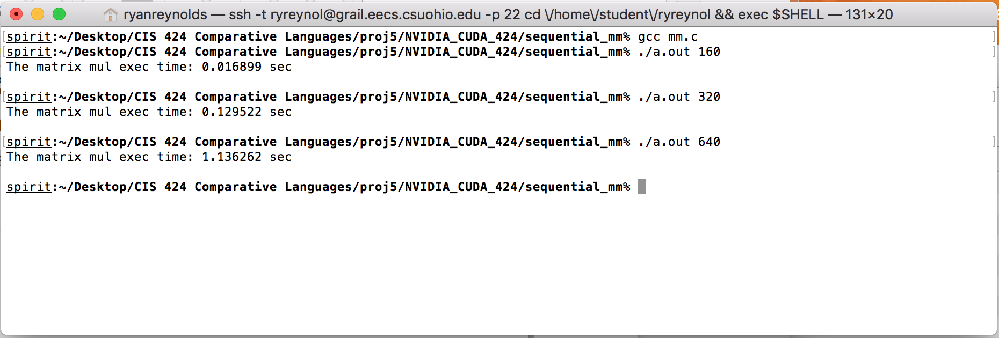 ryanreynolds — ssh -t ryreynol@grail.eecs.csuohio.edu -p 22 cd \/home\/student\/ryreynol && exec $SHELL — 131×20
[spirit:~/Desktop/CIS 424 Comparative Languages/proj5/NVIDIA_CUDA_424/sequential_mm% gcc mm.c ]
[spirit:~/Desktop/CIS 424 Comparative Languages/proj5/NVIDIA_CUDA_424/sequential_mm% ./a.out 160 ]
The matrix mul exec time: 0.016899 sec
[spirit:~/Desktop/CIS 424 Comparative Languages/proj5/NVIDIA_CUDA_424/sequential_mm% ./a.out 320 ]
The matrix mul exec time: 0.129522 sec
[spirit:~/Desktop/CIS 424 Comparative Languages/proj5/NVIDIA_CUDA_424/sequential_mm% ./a.out 640 ]
The matrix mul exec time: 1.136262 sec
spirit:~/Desktop/CIS 424 Comparative Languages/proj5/NVIDIA_CUDA_424/sequential_mm%